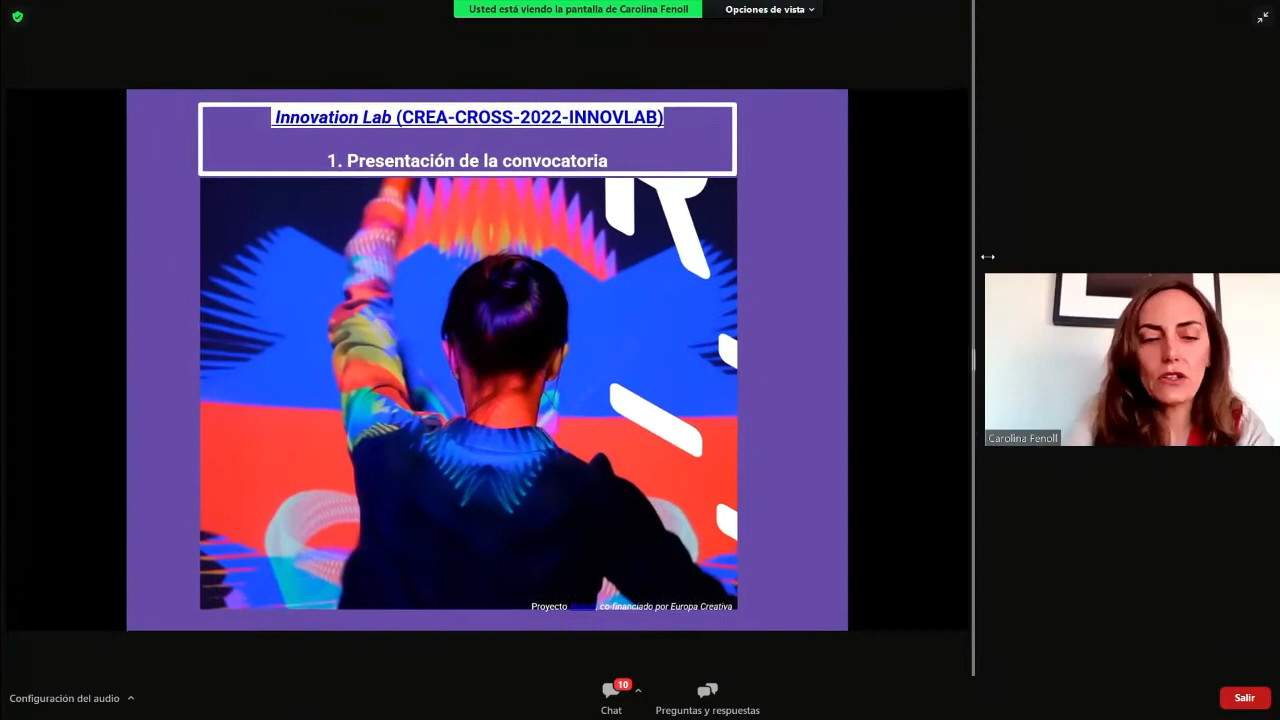 Usted está viendo la pantalla de Carolina Fenoll
Opciones de vista
Innovation Lab (CREA-CROSS-2022-INNOVLAB)
1. Presentación de la convocatoria
R
Proyecto , co financiado por Europa Creativa
Carolina Fenoll
Configuración del audio
10
Chat
Preguntas y respuestas
Salir